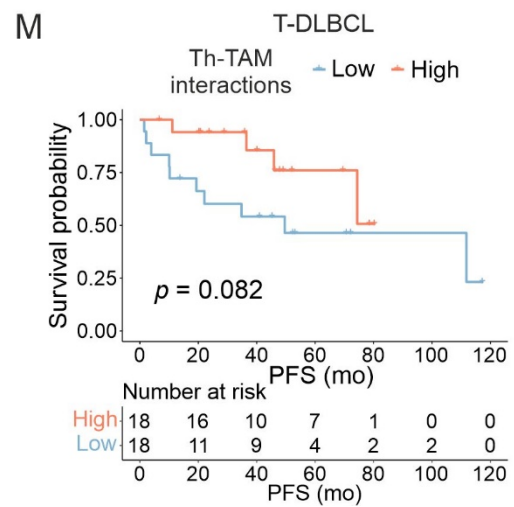 M
T-DLBCL
Th-TAM interactions
Low High
Survival probability
1.00
0.75
0.50
0.25
0.00
p = 0.082
0 20 40 60 80 100 120
PFS (mo)
Number at risk
High 18 16 10 7 1 0 0
Low 18 11 9 4 2 2 0
0 20 40 60 80 100 120
PFS (mo)